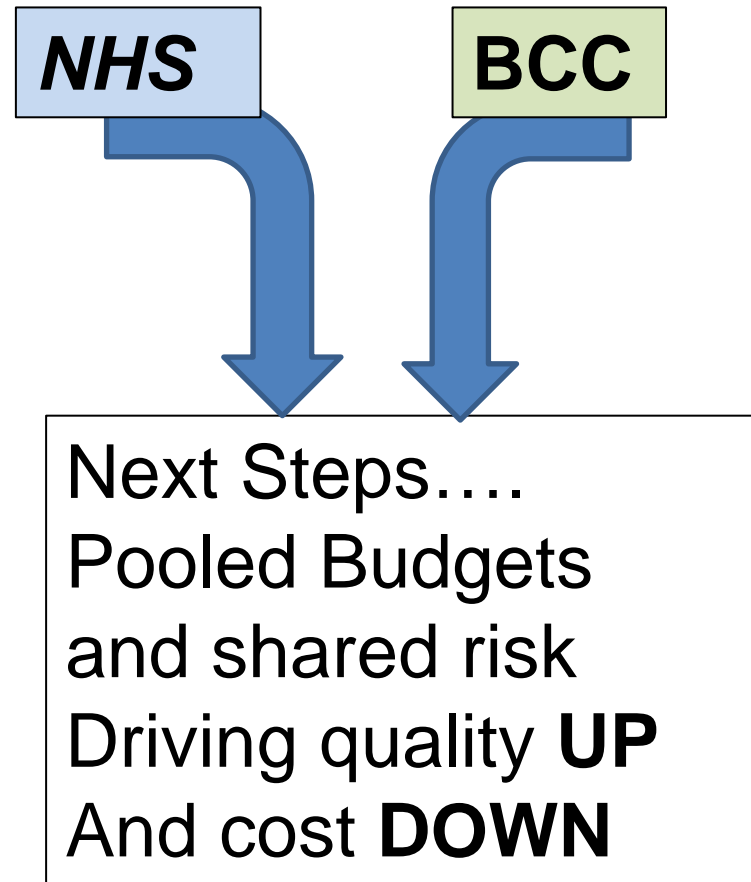 NHS
BCC
Next Steps….
Pooled Budgets
and shared risk
Driving quality UP
And cost DOWN